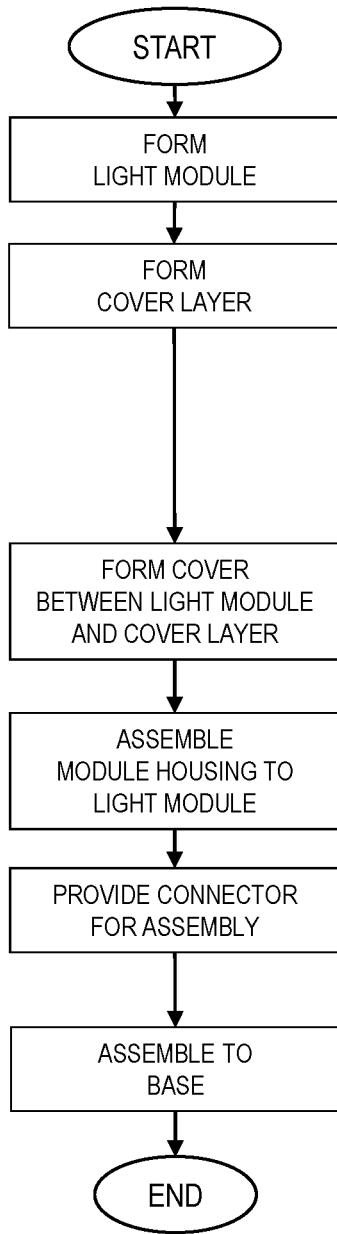 START
FORM
LIGHT MODULE
FORM
COVER LAYER
FORM COVER
BETWEEN LIGHT MODULE
AND COVER LAYER
ASSEMBLE
MODULE HOUSING TO
LIGHT MODULE
PROVIDE CONNECTOR
FOR ASSEMBLY
ASSEMBLE TO
BASE
END